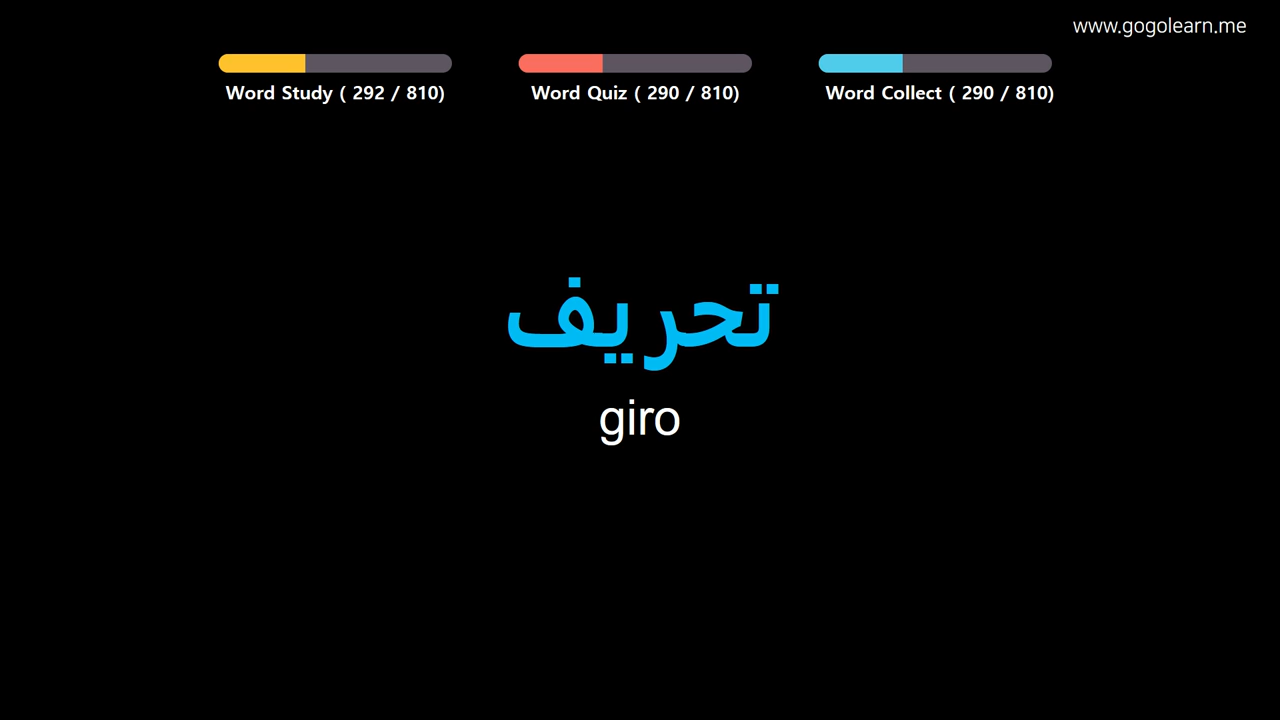 www.gogolearn.me
Word Study ( 292 / 810)
Word Quiz ( 290 / 810)
Word Collect ( 290 / 810)
تحريف
giro